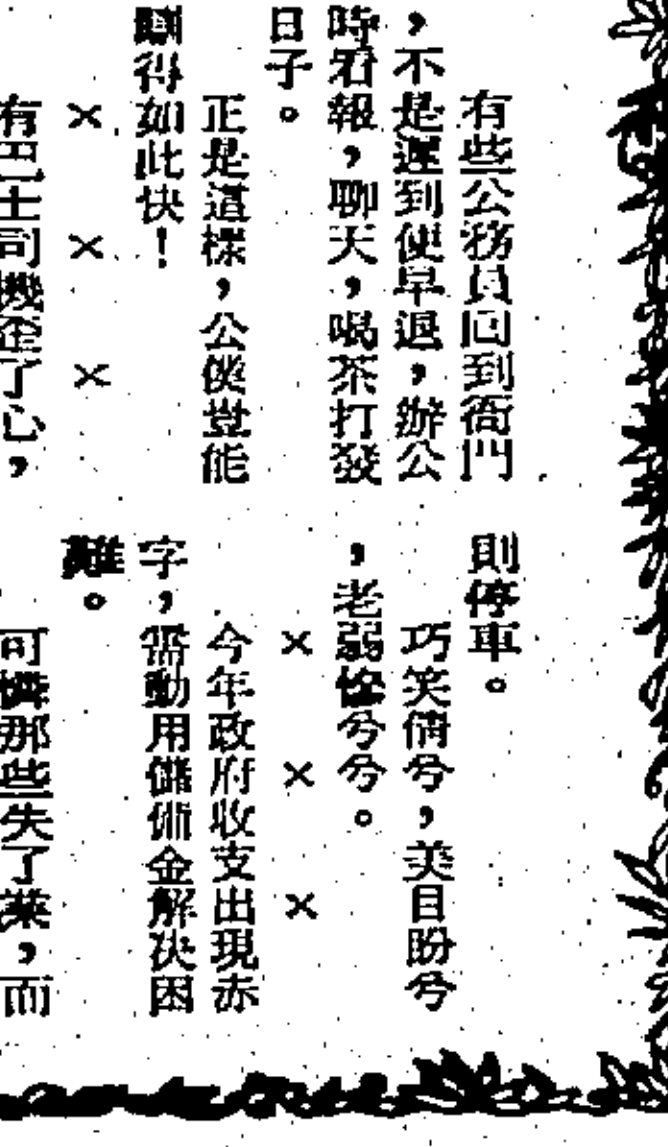 有些公務員回到衙門
,不是遲到便早退,辦公
時看報,聊天,喝茶打發
日子。
正是這樣,公僕豈能
關得如此快!
× × ×
有巴士司機歪了心,
則停車。
巧笑倩兮,美目盼兮
,老弱慘兮兮。
× × ×
今年政府收支出現赤
字,需動用儲備金解決困
難。
可憐那些失了業,而